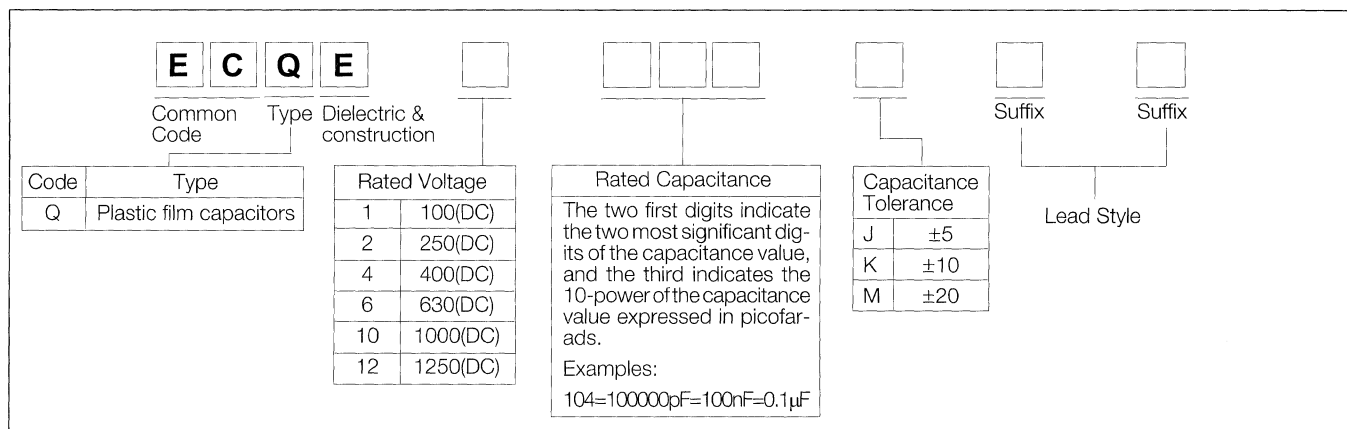 E C Q E
Common Code
Type
Dielectric & construction
Suffix
Suffix
Code Type
Q Plastic film capacitors
Rated Voltage
1 100(DC)
2 250(DC)
4 400(DC)
6 630(DC)
10 1000(DC)
12 1250(DC)
Rated Capacitance
The two first digits indicate
the two most significant dig-
its of the capacitance value,
and the third indicates the
10-power of the capacitance
value expressed in picofar-
ads.
Examples:
104=100000pF=100nF=0.1μF
Capacitance
Tolerance
J ±5
K ±10
M ±20
Lead Style